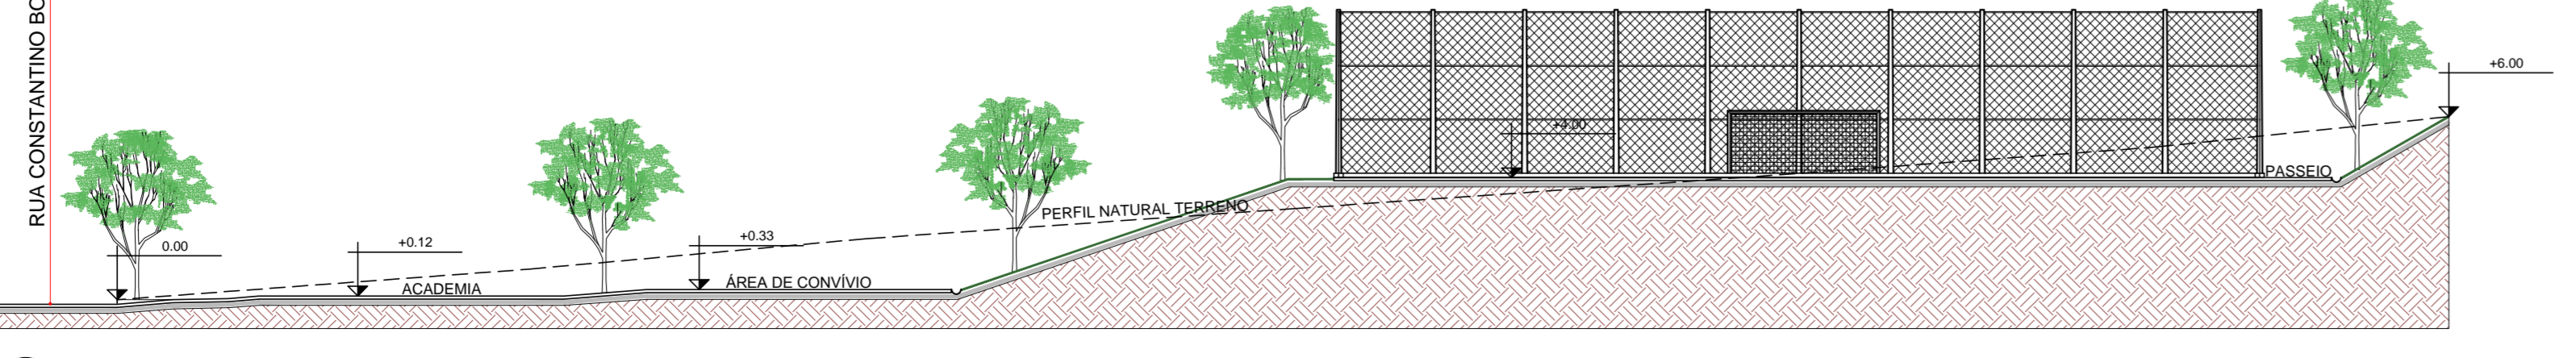 RUA CONSTANTINO BO
0.00
+0.12
ACADEMIA
+0.33
ÁREA DE CONVÍVIO
PERFIL NATURAL TERRENO
+4.00
PASSEIO
+6.00